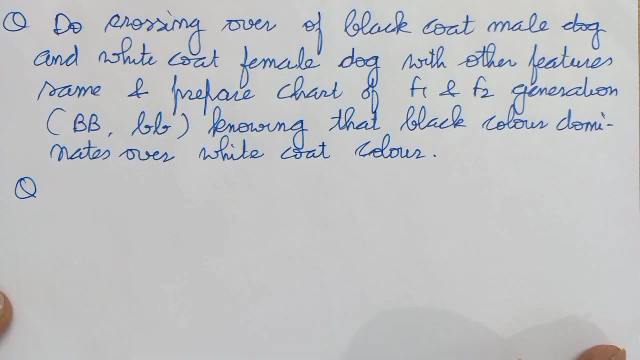 Q Do crossing over of black coat male dog
and white coat female dog with other features
same & prepare chart of f1 & f2 generation
(BB, bb) knowing that black colour domi-
nates over white coat colour.
Q